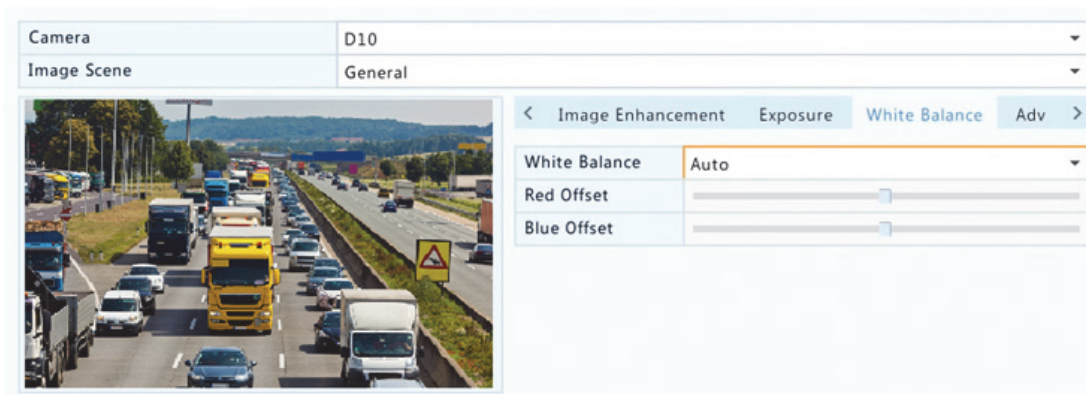 Camera D10
Image Scene General
< Image Enhancement Exposure White Balance Adv >
White Balance Auto
Red Offset
Blue Offset